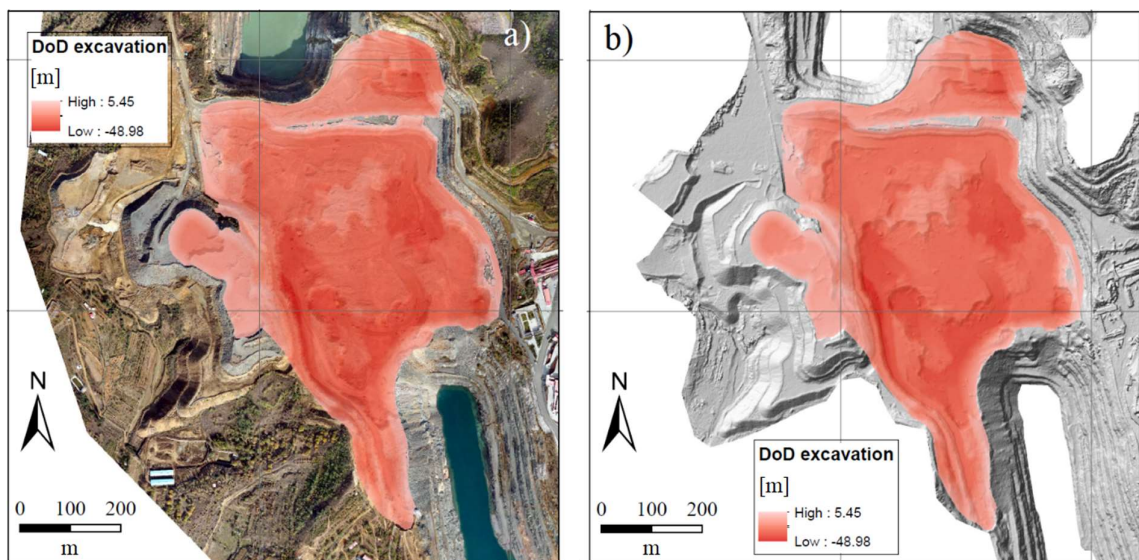 a)
DoD excavation
[m]
High : 5.45
Low : -48.98
N
0 100 200
m
b)
N
DoD excavation
[m]
High : 5.45
Low : -48.98
0 100 200
m